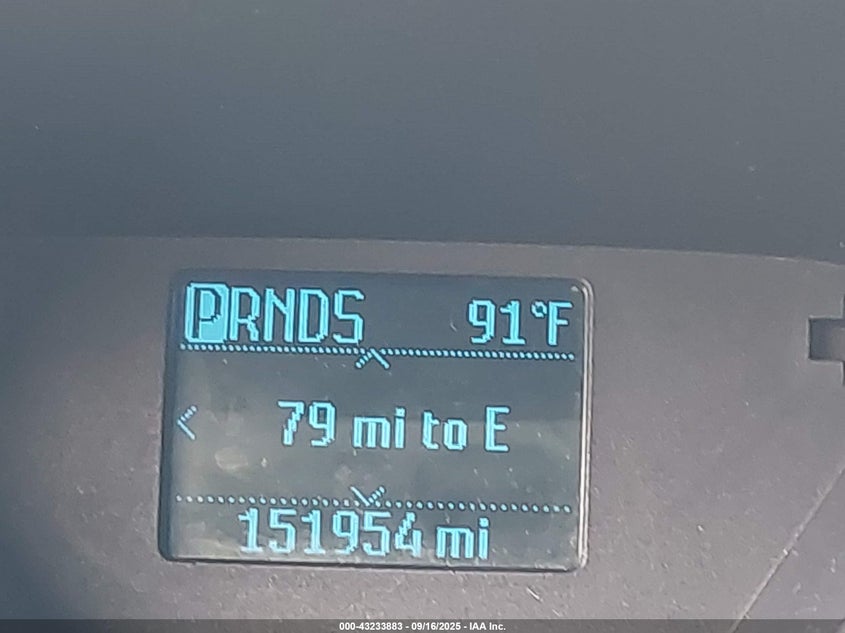 PRNDS 91°F
79 mi to E
151954 mi
000-43233883 - 09/16/2025 - IAA Inc.